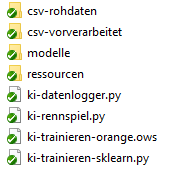 csv-rohdaten
csv-vorverarbeitet
modelle
ressourcen
ki-datenlogger.py
ki-rennspiel.py
ki-trainieren-orange.ows
ki-trainieren-sklearn.py